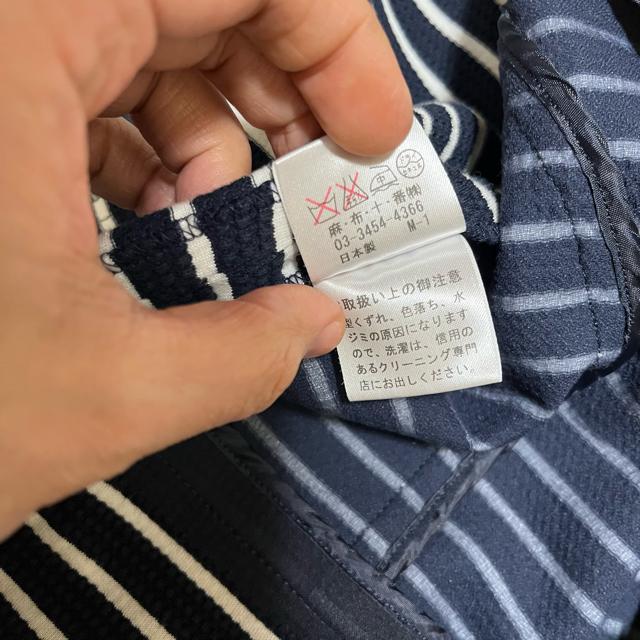 麻・布・十・番㈱
03-3454-4366
日本製 M-1
取扱い上の御注意
型くずれ、色落ち、水
ジミの原因になります
ので、洗濯は、信用の
あるクリーニング専門
店にお出しください。